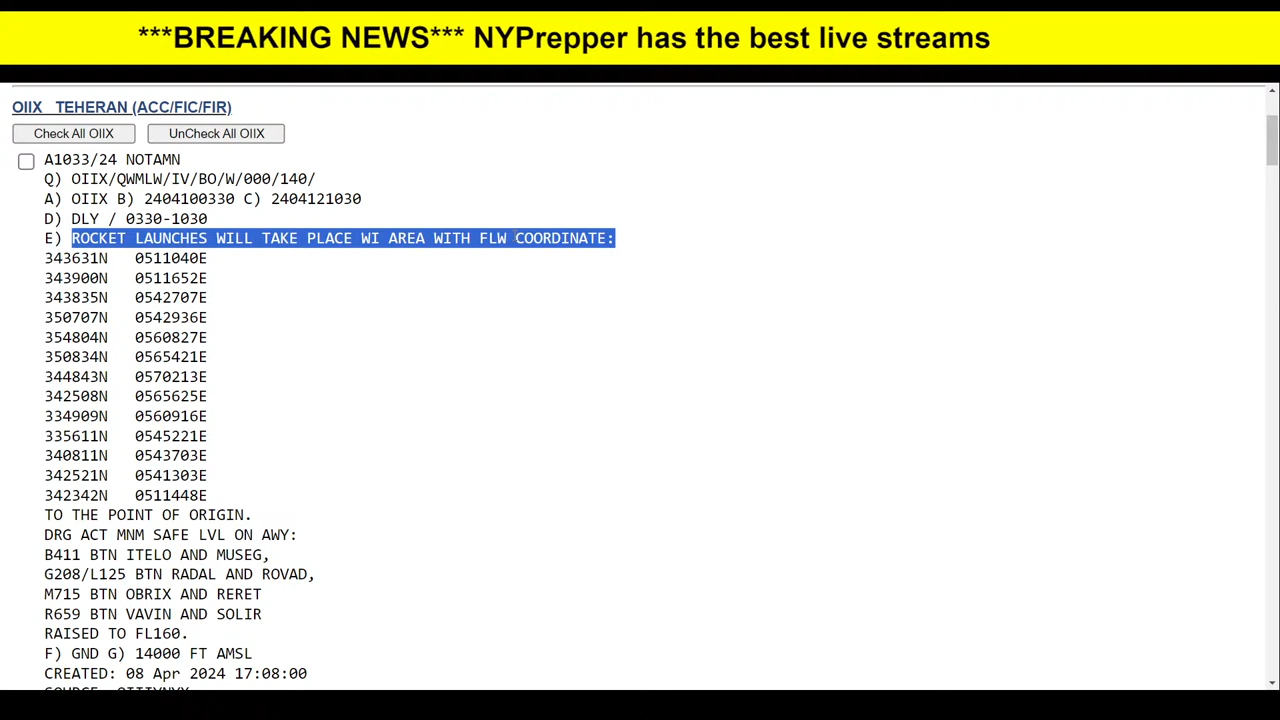 ***BREAKING NEWS*** NYPrepper has the best live streams
OIIX TEHERAN (ACC/FIC/FIR)
Check All OIIX UnCheck All OIIX
A1033/24 NOTAMN
Q) OIIX/QWMLW/IV/BO/W/000/140/
A) OIIX B) 2404100330 C) 2404121030
D) DLY / 0330-1030
E) ROCKET LAUNCHES WILL TAKE PLACE WI AREA WITH FLW COORDINATE:
343631N 0511040E
343900N 0511652E
343835N 0542707E
350707N 0542936E
354804N 0560827E
350834N 0565421E
344843N 0570213E
342508N 0565625E
334909N 0560916E
335611N 0545221E
340811N 0543703E
342521N 0541303E
342342N 0511448E
TO THE POINT OF ORIGIN.
DRG ACT MNM SAFE LVL ON AWY:
B411 BTN ITELO AND MUSEG,
G208/L125 BTN RADAL AND ROVAD,
M715 BTN OBRIX AND RERET
R659 BTN VAVIN AND SOLIR
RAISED TO FL160.
F) GND G) 14000 FT AMSL
CREATED: 08 Apr 2024 17:08:00